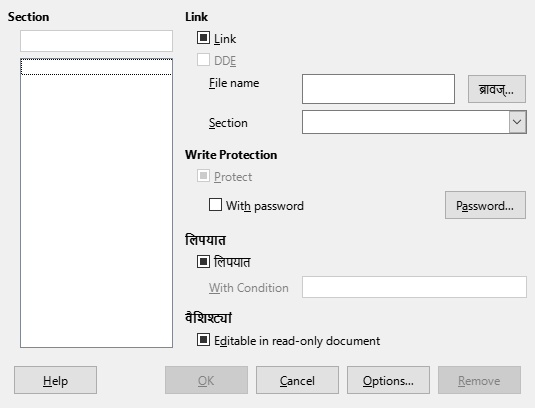 Section
Link
Link
DDE
File name
ब्रावज्...
Section
Write Protection
Protect
With password
Password...
लिपयात
लिपयात
With Condition
वैशिश्ट्यां
Editable in read-only document
Help
OK
Cancel
Options...
Remove